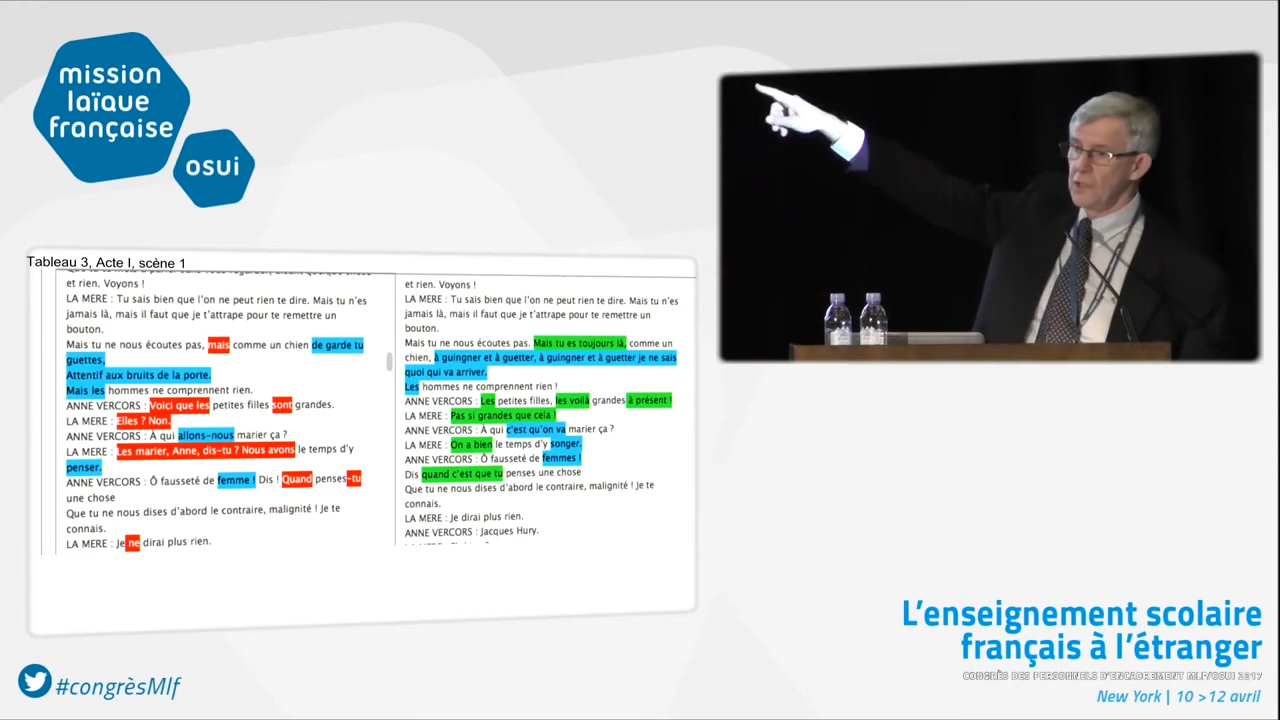 mission
laïque
française
osui
Tableau 3, Acte I, scène 1
et rien. Voyons !
LA MERE : Tu sais bien que l'on ne peut rien te dire. Mais tu n'es
jamais là, mais il faut que je t'attrape pour te remettre un
bouton.
Mais tu ne nous écoutes pas, mais comme un chien de garde tu
guettes,
Attentif aux bruits de la porte.
Mais les hommes ne comprennent rien.
ANNE VERCORS : Voici que les petites filles sont grandes.
LA MERE : Elles ? Non.
ANNE VERCORS : À qui allons-nous marier ça ?
LA MERE : Les marier, Anne, dis-tu ? Nous avons le temps d'y
penser.
ANNE VERCORS : Ô fausseté de femme ! Dis ! Quand penses-tu
une chose
Que tu ne nous dises d'abord le contraire, malignité ! Je te
connais.
LA MERE : Je ne dirai plus rien.
et rien. Voyons !
LA MERE : Tu sais bien que l'on ne peut rien te dire. Mais tu n'es
jamais là, mais il faut que je t'attrape pour te remettre un
bouton.
Mais tu ne nous écoutes pas. Mais tu es toujours là, comme un
chien, à guingner et à guetter, à guingner et à guetter je ne sais
quoi qui va arriver.
Les hommes ne comprennent rien !
ANNE VERCORS : Les petites filles, les voilà grandes à présent !
LA MERE : Pas si grandes que cela !
ANNE VERCORS : À qui c'est qu'on va marier ça ?
LA MERE : On a bien le temps d'y songer.
ANNE VERCORS : Ô fausseté de femmes !
Dis quand c'est que tu penses une chose
Que tu ne nous dises d'abord le contraire, malignité ! Je te
connais.
LA MERE : Je dirai plus rien.
ANNE VERCORS : Jacques Hury.
L'enseignement scolaire
français à l'étranger
CONGRÈS DES PERSONNELS D'ENCADREMENT MLF/OSUI 2017
New York | 10 > 12 avril
#congrèsMlf